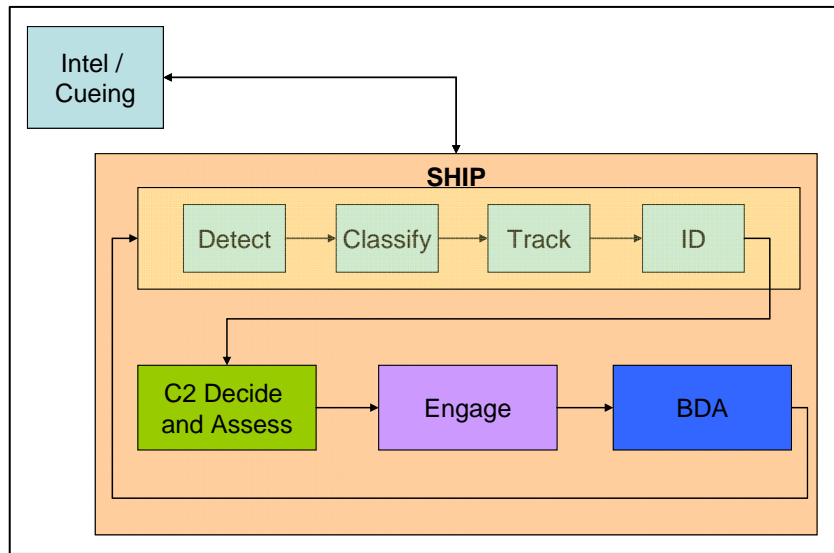 Intel /
Cueing
SHIP
Detect
Classify
Track
ID
C2 Decide
and Assess
Engage
BDA